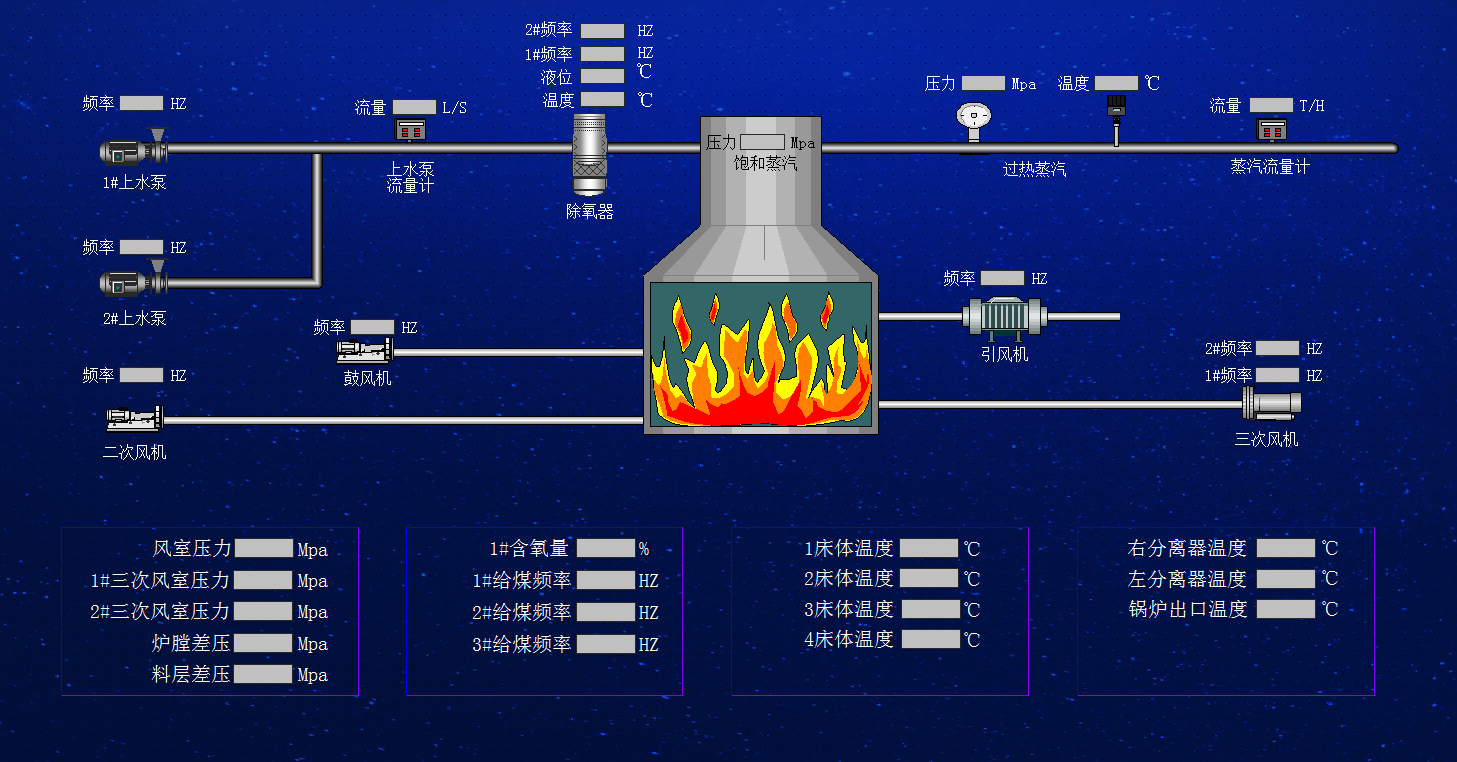 2#频率 HZ
1#频率 HZ
液位 ℃
温度 ℃
频率 HZ
流量 L/S
压力 Mpa
温度 ℃
流量 T/H
1#上水泵
上水泵
流量计
除氧器
压力 Mpa
饱和蒸汽
过热蒸汽
蒸汽流量计
频率 HZ
2#上水泵
频率 HZ
引风机
频率 HZ
鼓风机
2#频率 HZ
1#频率 HZ
三次风机
频率 HZ
二次风机
风室压力 Mpa
1#三次风室压力 Mpa
2#三次风室压力 Mpa
炉膛差压 Mpa
料层差压 Mpa
1#含氧量 %
1#给煤频率 HZ
2#给煤频率 HZ
3#给煤频率 HZ
1床体温度 ℃
2床体温度 ℃
3床体温度 ℃
4床体温度 ℃
右分离器温度 ℃
左分离器温度 ℃
锅炉出口温度 ℃